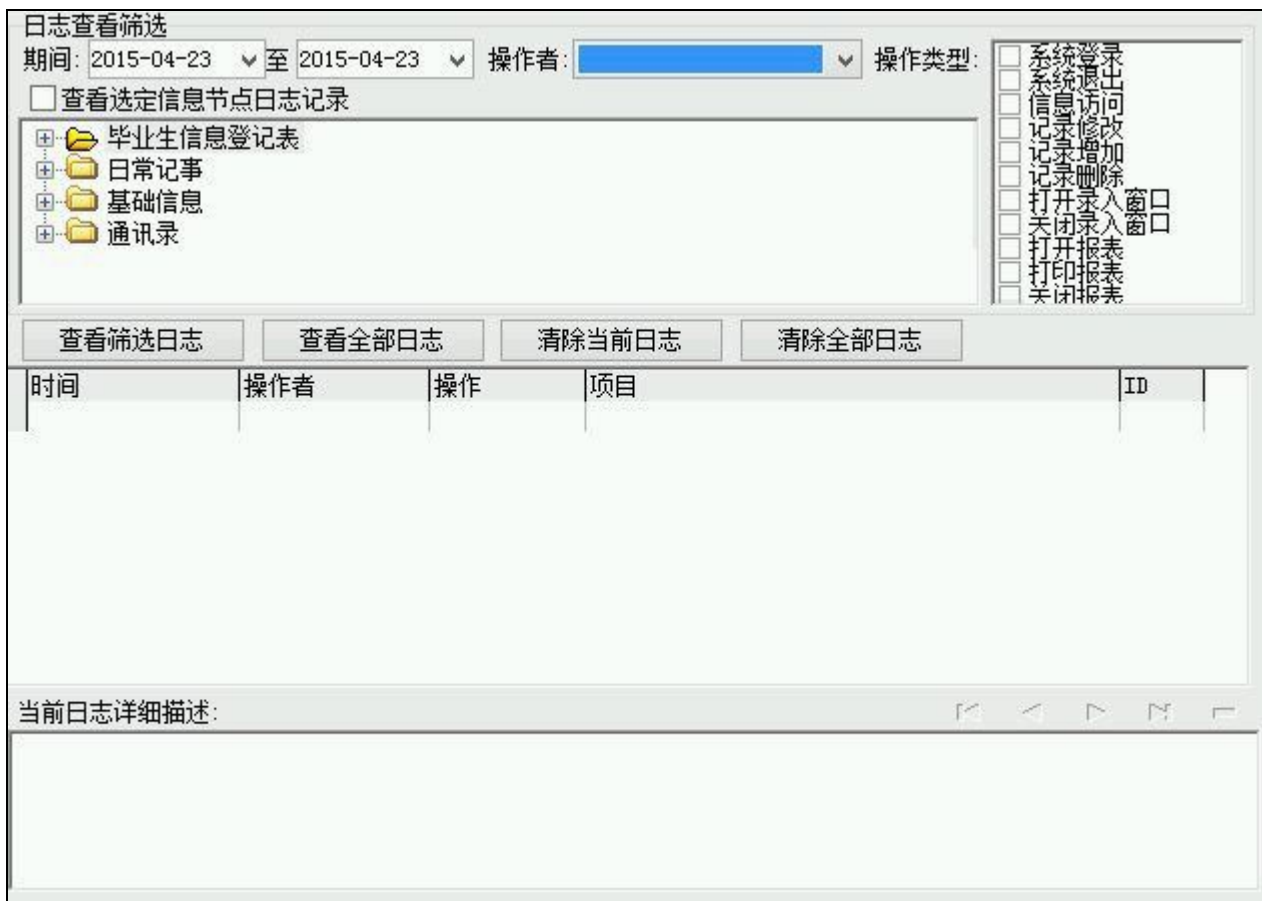 日志查看筛选
期间: 2015-04-23 至 2015-04-23 操作者: 操作类型:
系统登录
系统退出
信息访问
记录修改
记录增加
记录删除
打开录入窗口
关闭录入窗口
打开报表
打印报表
关闭报表
查看选定信息节点日志记录
毕业生信息登记表
日常记事
基础信息
通讯录
查看筛选日志 查看全部日志 清除当前日志 清除全部日志
时间 操作者 操作 项目 ID
当前日志详细描述: